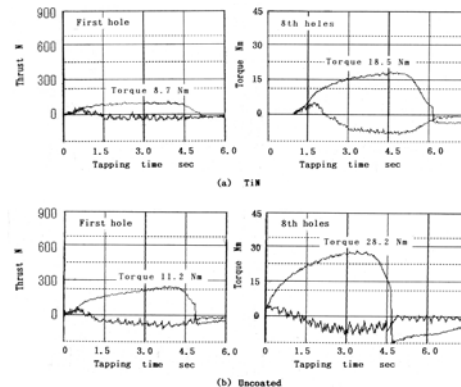 900
600
300
0
Thrust N
First hole
Torque 8.7 Nm
0 1.5 3.0 4.5 6.0
Tapping time sec
45
30
15
0
Torque Nm
8th holes
Torque 18.5 Nm
0 1.5 3.0 4.5 6.0
Tapping time sec
(a) TiN
900
600
300
0
Thrust N
First hole
Torque 11.2 Nm
0 1.5 3.0 4.5 6.0
Tapping time sec
45
30
15
0
Torque Nm
8th holes
Torque 28.2 Nm
0 1.5 3.0 4.5 6.0
Tapping time sec
(b) Uncoated